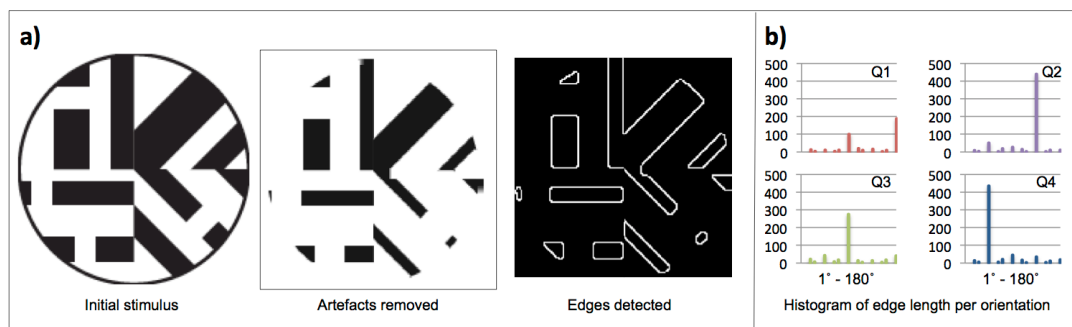 a)
Initial stimulus
Artefacts removed
Edges detected
b)
500
400
300
200
100
0
Q1
500
400
300
200
100
0
Q2
500
400
300
200
100
0
Q3
1˚ - 180˚
500
400
300
200
100
0
Q4
1˚ - 180˚
Histogram of edge length per orientation